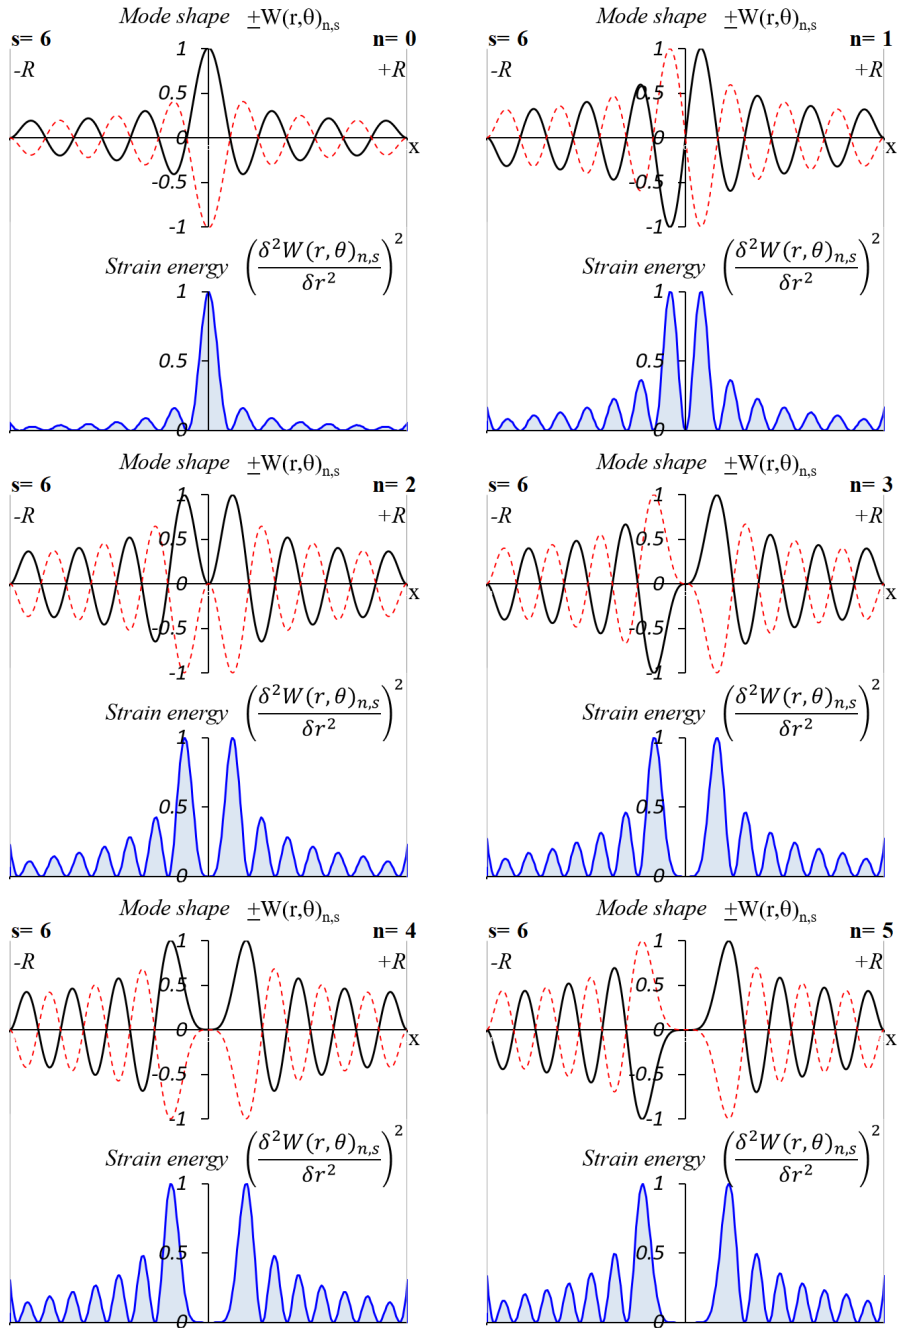 Mode shape ±W(r,θ)n,s
s= 6 n= 0
-R +R
1
0.5
0
-0.5
-1
x
Strain energy (δ²W(r,θ)n,s / δr²)²
1
0.5
0
Mode shape ±W(r,θ)n,s
s= 6 n= 1
-R +R
1
0.5
0
-0.5
-1
x
Strain energy (δ²W(r,θ)n,s / δr²)²
1
0.5
0
Mode shape ±W(r,θ)n,s
s= 6 n= 2
-R +R
1
0.5
0
-0.5
-1
x
Strain energy (δ²W(r,θ)n,s / δr²)²
1
0.5
0
Mode shape ±W(r,θ)n,s
s= 6 n= 3
-R +R
1
0.5
0
-0.5
-1
x
Strain energy (δ²W(r,θ)n,s / δr²)²
1
0.5
0
Mode shape ±W(r,θ)n,s
s= 6 n= 4
-R +R
1
0.5
0
-0.5
-1
x
Strain energy (δ²W(r,θ)n,s / δr²)²
1
0.5
0
Mode shape ±W(r,θ)n,s
s= 6 n= 5
-R +R
1
0.5
0
-0.5
-1
x
Strain energy (δ²W(r,θ)n,s / δr²)²
1
0.5
0